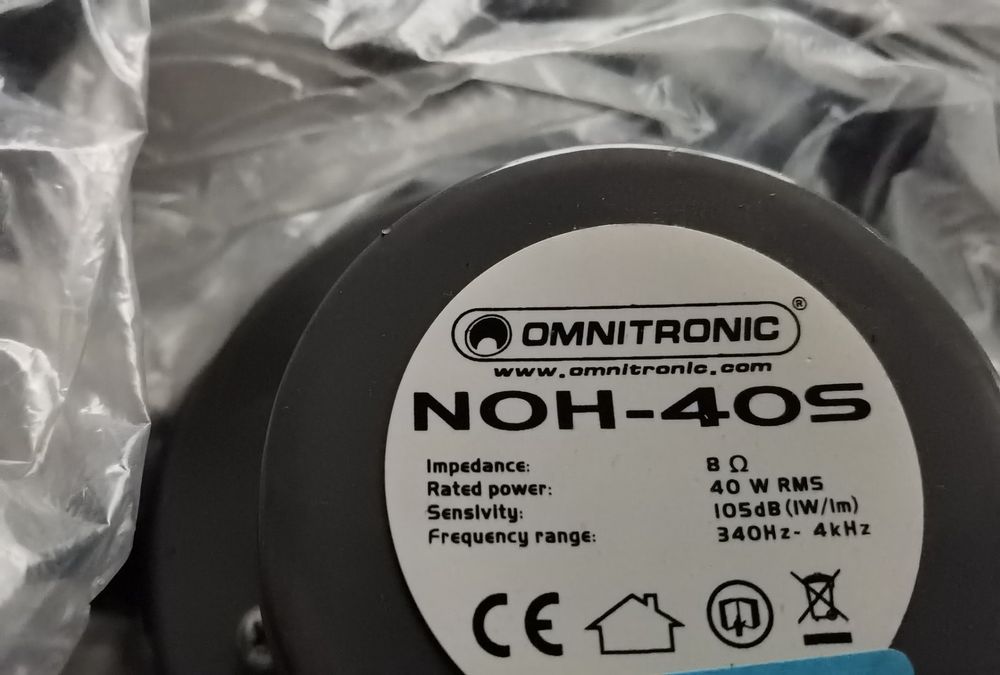 OMNITRONIC®
www.omnitronic.com
NOH-40S
Impedance: 8 Ω
Rated power: 40 W RMS
Sensivity: 105dB (1W/1m)
Frequency range: 340Hz- 4kHz
CE